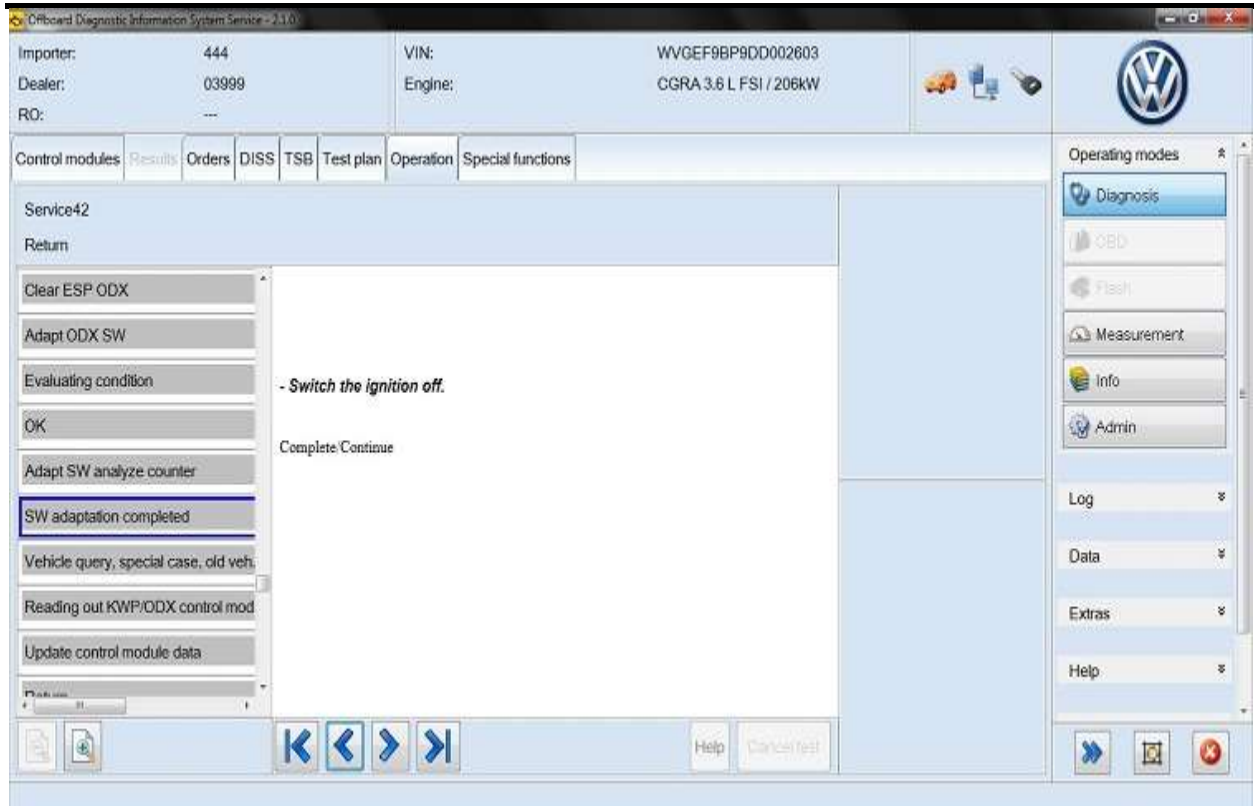 Offboard Diagnostic Information System Service - 2.1.0
Importer: 444 VIN: WVGEF9BP9DD002603
Dealer: 03999 Engine: CGRA 3.6 L FSI / 206kW
RO: ---
Control modules Results Orders DISS TSB Test plan Operation Special functions
Service42
Return
Clear ESP ODX
Adapt ODX SW
Evaluating condition
OK
Adapt SW analyze counter
SW adaptation completed
Vehicle query, special case, old veh.
Reading out KWP/ODX control mod
Update control module data
Return
- Switch the ignition off.
Complete/Continue
Help Cancel test
Operating modes
Diagnosis
OBD
Flash
Measurement
Info
Admin
Log
Data
Extras
Help